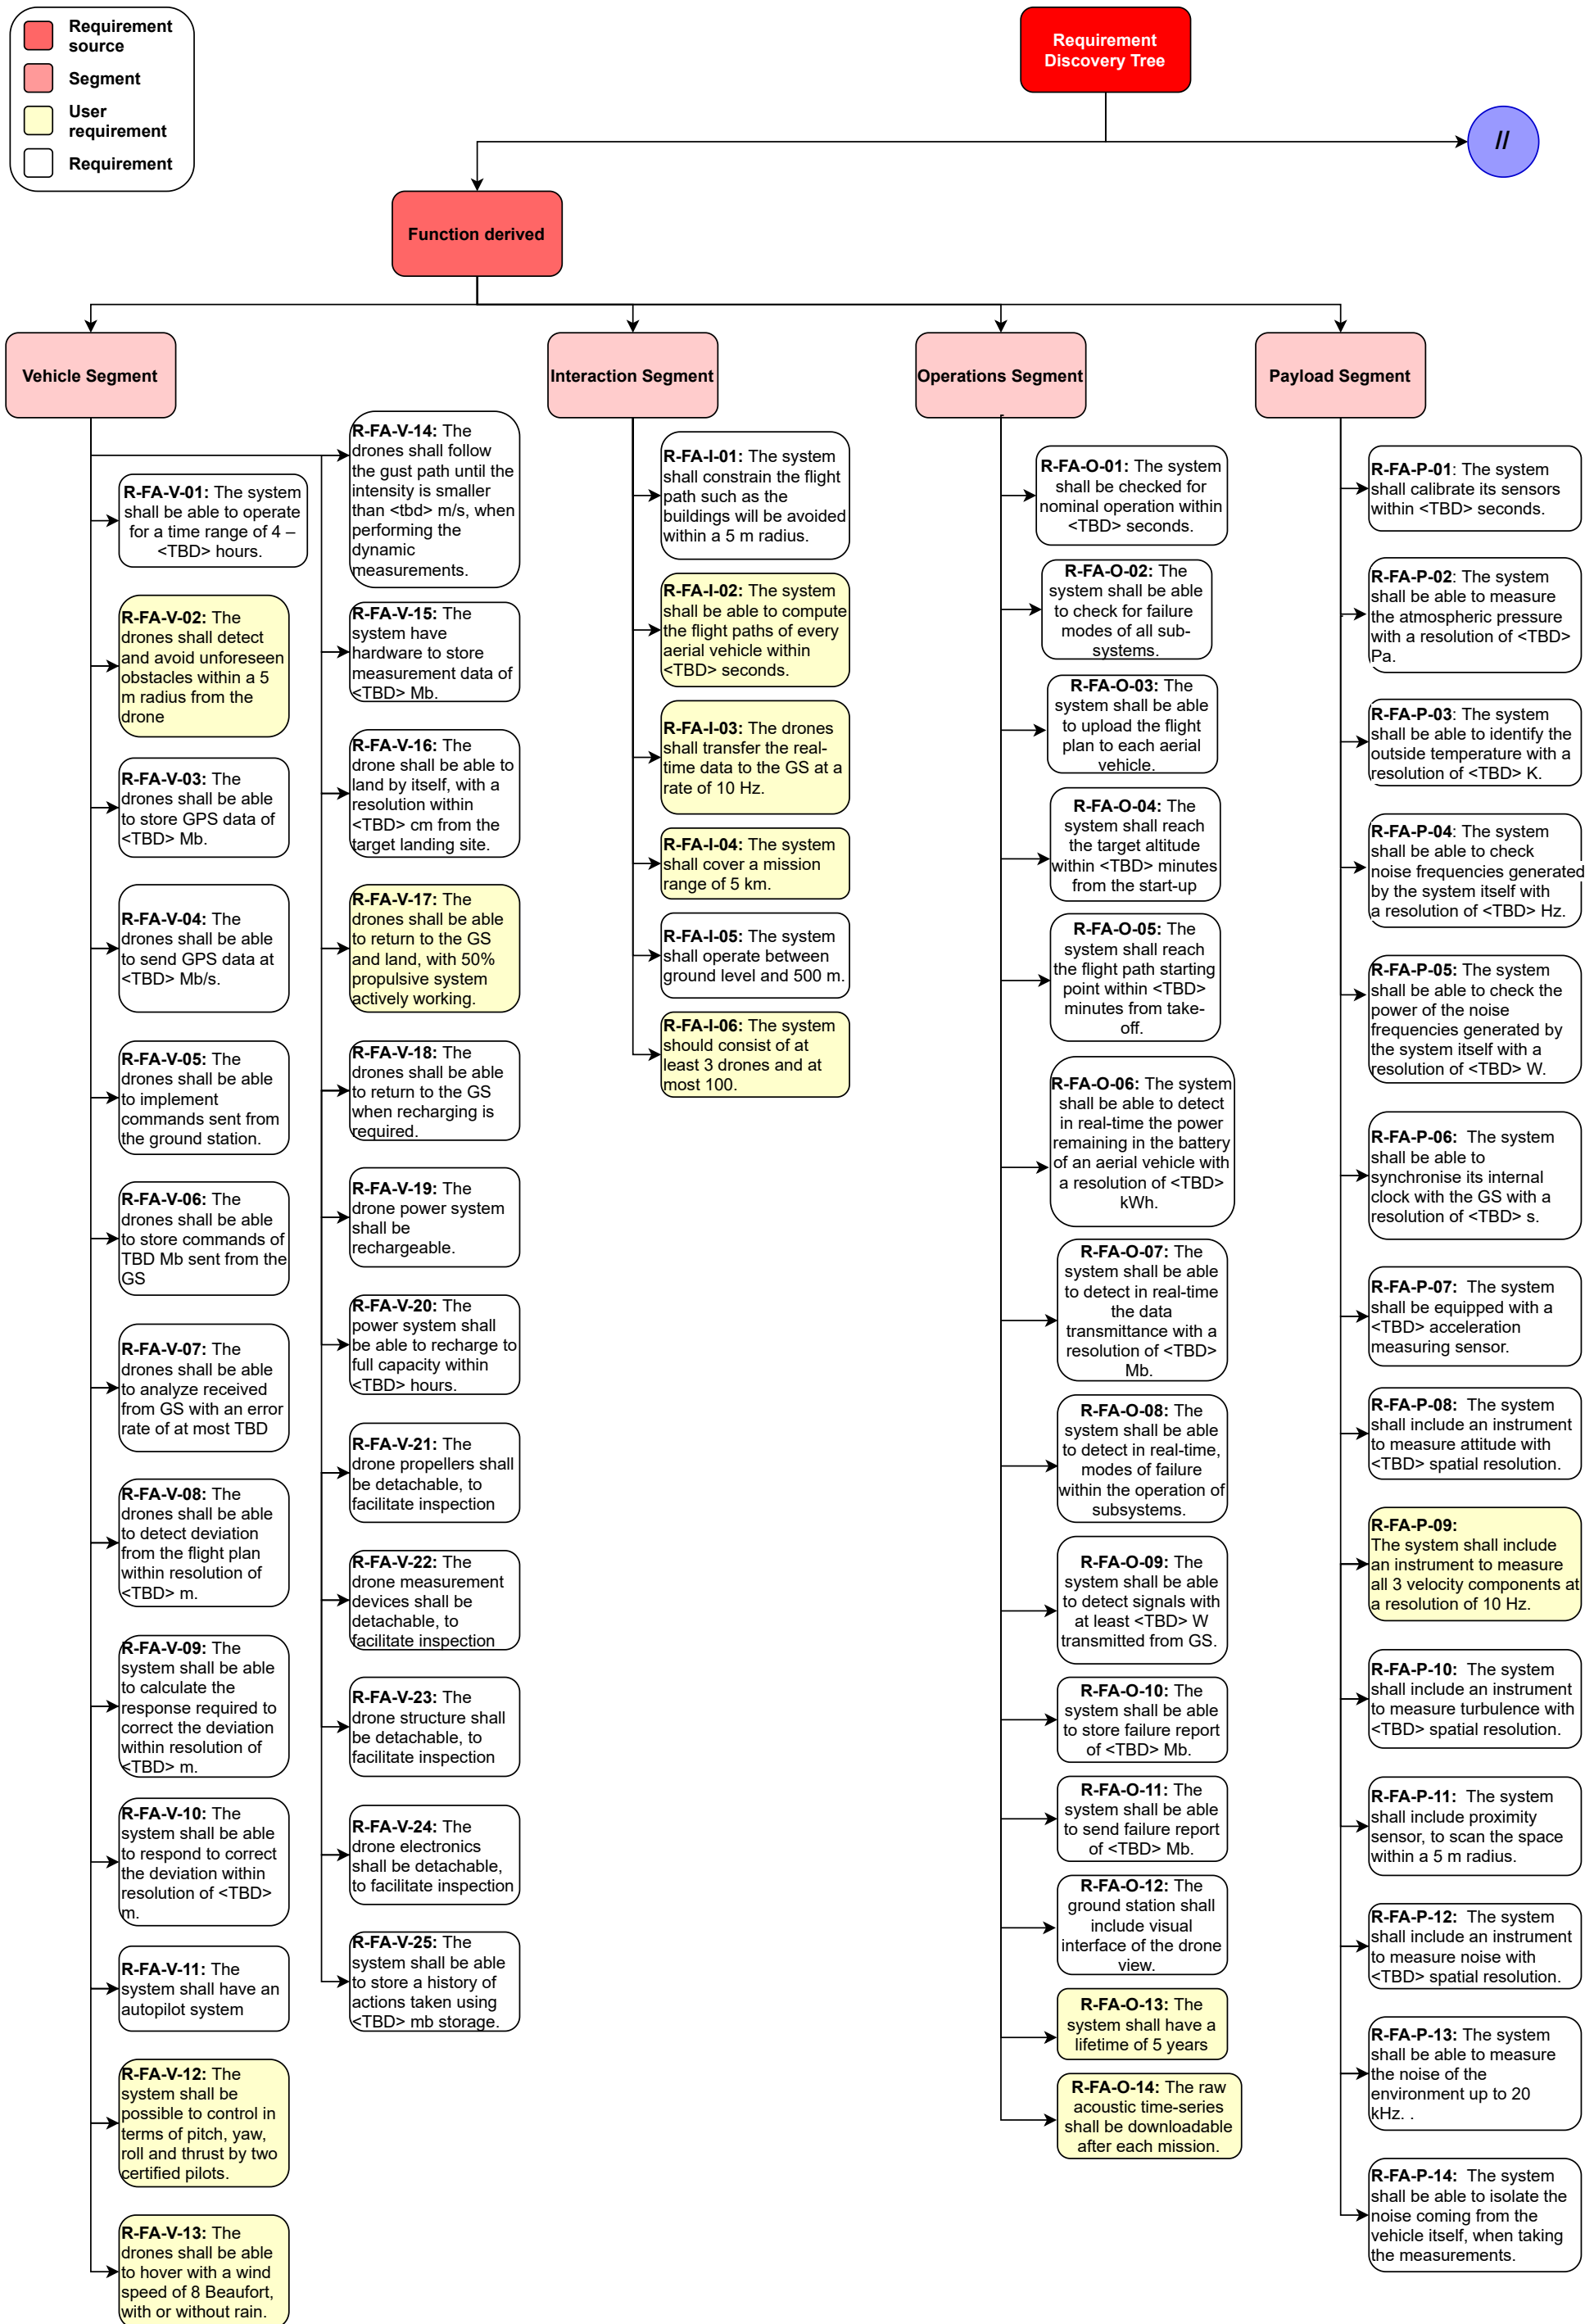 Requirement
source
Segment
User
requirement
Requirement
Requirement
Discovery Tree
//
Function derived
Vehicle Segment
Interaction Segment
Operations Segment
Payload Segment
R-FA-V-01: The system
shall be able to operate
for a time range of 4 –
<TBD> hours.
R-FA-V-02: The
drones shall detect
and avoid unforeseen
obstacles within a 5
m radius from the
drone
R-FA-V-03: The
drones shall be able
to store GPS data of
<TBD> Mb.
R-FA-V-04: The
drones shall be able
to send GPS data at
<TBD> Mb/s.
R-FA-V-05: The
drones shall be able
to implement
commands sent from
the ground station.
R-FA-V-06: The
drones shall be able
to store commands of
TBD Mb sent from the
GS
R-FA-V-07: The
drones shall be able
to analyze received
from GS with an error
rate of at most TBD
R-FA-V-08: The
drones shall be able
to detect deviation
from the flight plan
within resolution of
<TBD> m.
R-FA-V-09: The
system shall be able
to calculate the
response required to
correct the deviation
within resolution of
<TBD> m.
R-FA-V-10: The
system shall be able
to respond to correct
the deviation within
resolution of <TBD>
m.
R-FA-V-11: The
system shall have an
autopilot system
R-FA-V-12: The
system shall be
possible to control in
terms of pitch, yaw,
roll and thrust by two
certified pilots.
R-FA-V-13: The
drones shall be able
to hover with a wind
speed of 8 Beaufort,
with or without rain.
R-FA-V-14: The
drones shall follow
the gust path until the
intensity is smaller
than <tbd> m/s, when
performing the
dynamic
measurements.
R-FA-V-15: The
system have
hardware to store
measurement data of
<TBD> Mb.
R-FA-V-16: The
drone shall be able to
land by itself, with a
resolution within
<TBD> cm from the
target landing site.
R-FA-V-17: The
drones shall be able
to return to the GS
and land, with 50%
propulsive system
actively working.
R-FA-V-18: The
drones shall be able
to return to the GS
when recharging is
required.
R-FA-V-19: The
drone power system
shall be
rechargeable.
R-FA-V-20: The
power system shall
be able to recharge to
full capacity within
<TBD> hours.
R-FA-V-21: The
drone propellers shall
be detachable, to
facilitate inspection
R-FA-V-22: The
drone measurement
devices shall be
detachable, to
facilitate inspection
R-FA-V-23: The
drone structure shall
be detachable, to
facilitate inspection
R-FA-V-24: The
drone electronics
shall be detachable,
to facilitate inspection
R-FA-V-25: The
system shall be able
to store a history of
actions taken using
<TBD> mb storage.
R-FA-I-01: The system
shall constrain the flight
path such as the
buildings will be avoided
within a 5 m radius.
R-FA-I-02: The system
shall be able to compute
the flight paths of every
aerial vehicle within
<TBD> seconds.
R-FA-I-03: The drones
shall transfer the real-
time data to the GS at a
rate of 10 Hz.
R-FA-I-04: The system
shall cover a mission
range of 5 km.
R-FA-I-05: The system
shall operate between
ground level and 500 m.
R-FA-I-06: The system
should consist of at
least 3 drones and at
most 100.
R-FA-O-01: The system
shall be checked for
nominal operation within
<TBD> seconds.
R-FA-O-02: The
system shall be able
to check for failure
modes of all sub-
systems.
R-FA-O-03: The
system shall be able
to upload the flight
plan to each aerial
vehicle.
R-FA-O-04: The
system shall reach
the target altitude
within <TBD> minutes
from the start-up
R-FA-O-05: The
system shall reach
the flight path starting
point within <TBD>
minutes from take-
off.
R-FA-O-06: The system
shall be able to detect
in real-time the power
remaining in the battery
of an aerial vehicle with
a resolution of <TBD>
kWh.
R-FA-O-07: The
system shall be able
to detect in real-time
the data
transmittance with a
resolution of <TBD>
Mb.
R-FA-O-08: The
system shall be able
to detect in real-time,
modes of failure
within the operation of
subsystems.
R-FA-O-09: The
system shall be able
to detect signals with
at least <TBD> W
transmitted from GS.
R-FA-O-10: The
system shall be able
to store failure report
of <TBD> Mb.
R-FA-O-11: The
system shall be able
to send failure report
of <TBD> Mb.
R-FA-O-12: The
ground station shall
include visual
interface of the drone
view.
R-FA-O-13: The
system shall have a
lifetime of 5 years
R-FA-O-14: The raw
acoustic time-series
shall be downloadable
after each mission.
R-FA-P-01: The system
shall calibrate its sensors
within <TBD> seconds.
R-FA-P-02: The system
shall be able to measure
the atmospheric pressure
with a resolution of <TBD>
Pa.
R-FA-P-03: The system
shall be able to identify the
outside temperature with a
resolution of <TBD> K.
R-FA-P-04: The system
shall be able to check
noise frequencies generated
by the system itself with
a resolution of <TBD> Hz.
R-FA-P-05: The system
shall be able to check the
power of the noise
frequencies generated by
the system itself with a
resolution of <TBD> W.
R-FA-P-06: The system
shall be able to
synchronise its internal
clock with the GS with a
resolution of <TBD> s.
R-FA-P-07: The system
shall be equipped with a
<TBD> acceleration
measuring sensor.
R-FA-P-08: The system
shall include an instrument
to measure attitude with
<TBD> spatial resolution.
R-FA-P-09:
The system shall include
an instrument to measure
all 3 velocity components at
a resolution of 10 Hz.
R-FA-P-10: The system
shall include an instrument
to measure turbulence with
<TBD> spatial resolution.
R-FA-P-11: The system
shall include proximity
sensor, to scan the space
within a 5 m radius.
R-FA-P-12: The system
shall include an instrument
to measure noise with
<TBD> spatial resolution.
R-FA-P-13: The system
shall be able to measure
the noise of the
environment up to 20
kHz. .
R-FA-P-14: The system
shall be able to isolate the
noise coming from the
vehicle itself, when taking
the measurements.